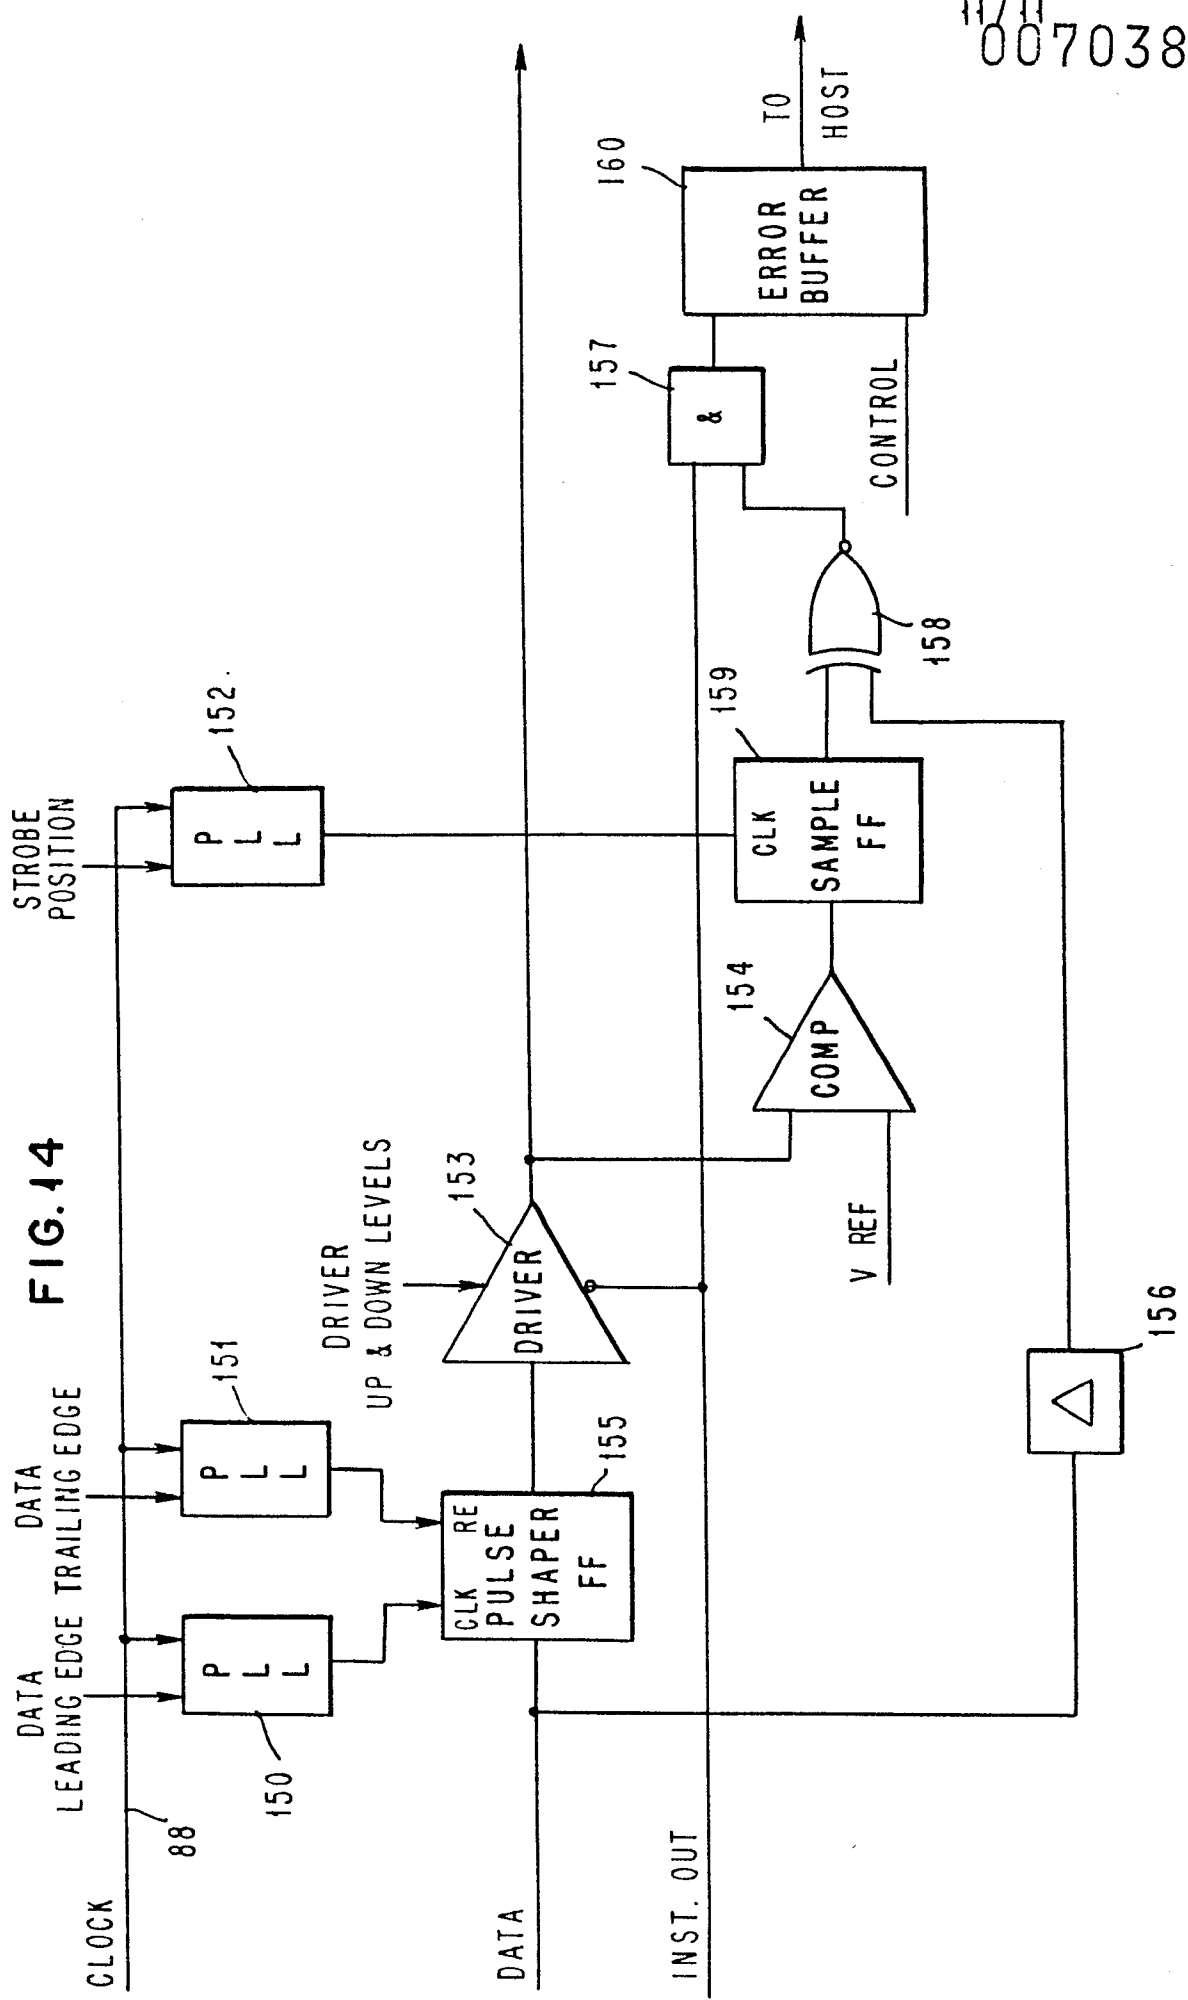 11/11
007038
FIG. 14
CLOCK
88
DATA
LEADING EDGE
DATA
TRAILING EDGE
STROBE
POSITION
150
P
L
L
151
P
L
L
152
P
L
L
DRIVER
UP & DOWN LEVELS
DATA
CLK RE
PULSE
SHAPER
FF
155
DRIVER
153
INST. OUT
V REF
COMP
154
CLK
SAMPLE
FF
159
158
&
157
CONTROL
ERROR
BUFFER
160
TO
HOST
Δ
156